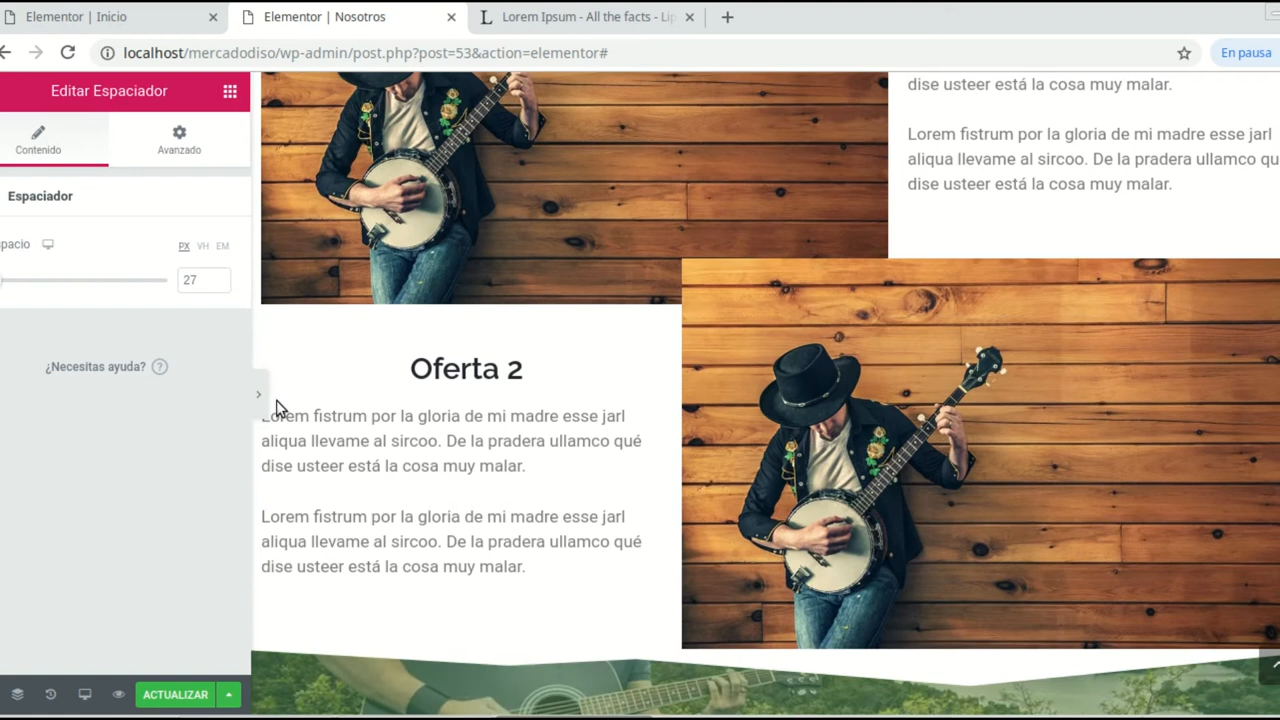 Elementor | Inicio
Elementor | Nosotros
Lorem Ipsum - All the facts - Lip
localhost/mercadodiso/wp-admin/post.php?post=53&action=elementor#
En pausa
Editar Espaciador
Contenido
Avanzado
Espaciador
pacio
PX VH EM
27
¿Necesitas ayuda? ?
ACTUALIZAR
dise usteer está la cosa muy malar.
Lorem fistrum por la gloria de mi madre esse jarl
aliqua llevame al sircoo. De la pradera ullamco qu
dise usteer está la cosa muy malar.
Oferta 2
Lorem fistrum por la gloria de mi madre esse jarl
aliqua llevame al sircoo. De la pradera ullamco qué
dise usteer está la cosa muy malar.
Lorem fistrum por la gloria de mi madre esse jarl
aliqua llevame al sircoo. De la pradera ullamco qué
dise usteer está la cosa muy malar.